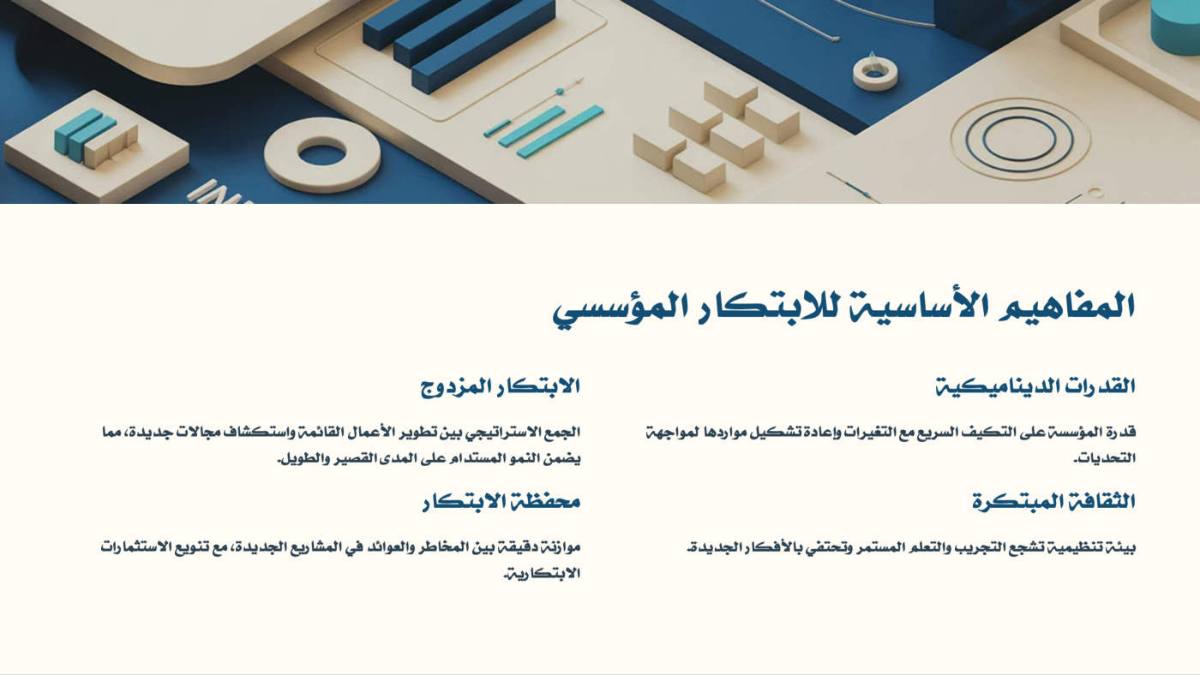 المفاهيم الأساسية للابتكار المؤسسي
القدرات الديناميكية
قدرة المؤسسة على التكيف السريع مع التغيرات وإعادة تشكيل مواردها لمواجهة
التحديات.
الابتكار المزدوج
الجمع الاستراتيجي بين تطوير الأعمال القائمة واستكشاف مجالات جديدة، مما
يضمن النمو المستدام على المدى القصير والطويل.
الثقافة المبتكرة
بيئة تنظيمية تشجع التجريب والتعلم المستمر وتحتفي بالأفكار الجديدة.
محفظة الابتكار
موازنة دقيقة بين المخاطر والعوائد في المشاريع الجديدة، مع تنويع الاستثمارات
الابتكارية.